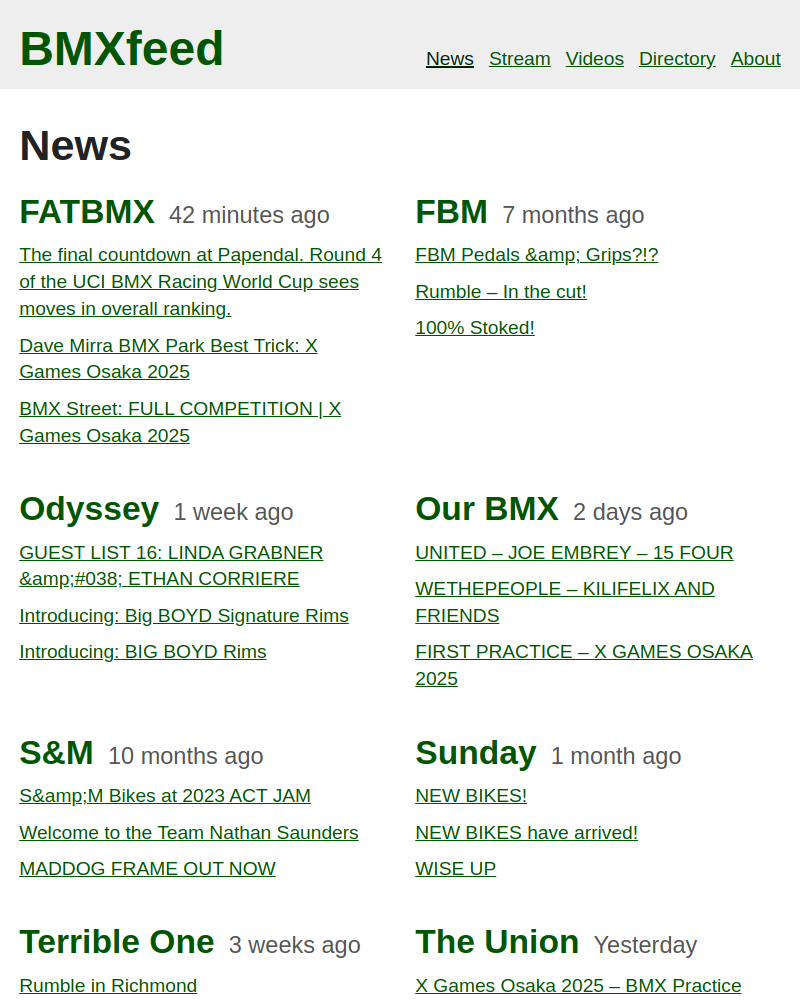 BMXfeed
News Stream Videos Directory About
News
FATBMX 42 minutes ago
The final countdown at Papendal. Round 4
of the UCI BMX Racing World Cup sees
moves in overall ranking.
Dave Mirra BMX Park Best Trick: X
Games Osaka 2025
BMX Street: FULL COMPETITION | X
Games Osaka 2025
FBM 7 months ago
FBM Pedals &amp; Grips?!?
Rumble – In the cut!
100% Stoked!
Odyssey 1 week ago
GUEST LIST 16: LINDA GRABNER
&amp;#038; ETHAN CORRIERE
Introducing: Big BOYD Signature Rims
Introducing: BIG BOYD Rims
Our BMX 2 days ago
UNITED – JOE EMBREY – 15 FOUR
WETHEPEOPLE – KILIFELIX AND
FRIENDS
FIRST PRACTICE – X GAMES OSAKA
2025
S&M 10 months ago
S&amp;M Bikes at 2023 ACT JAM
Welcome to the Team Nathan Saunders
MADDOG FRAME OUT NOW
Sunday 1 month ago
NEW BIKES!
NEW BIKES have arrived!
WISE UP
Terrible One 3 weeks ago
Rumble in Richmond
The Union Yesterday
X Games Osaka 2025 – BMX Practice